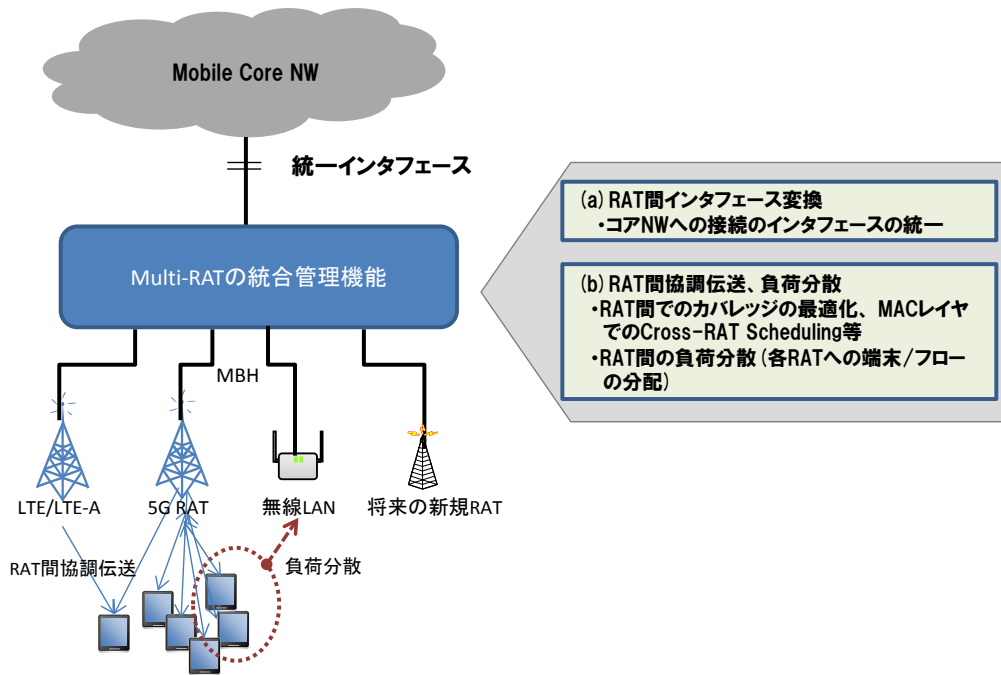 Mobile Core NW
統一インタフェース
Multi-RATの統合管理機能
(a) RAT間インタフェース変換
・コアNWへの接続のインタフェースの統一
(b) RAT間協調伝送、負荷分散
・RAT間でのカバレッジの最適化、MACレイヤ
でのCross-RAT Scheduling等
・RAT間の負荷分散(各RATへの端末/フロー
の分配)
MBH
LTE/LTE-A
5G RAT
無線LAN
将来の新規RAT
RAT間協調伝送
負荷分散